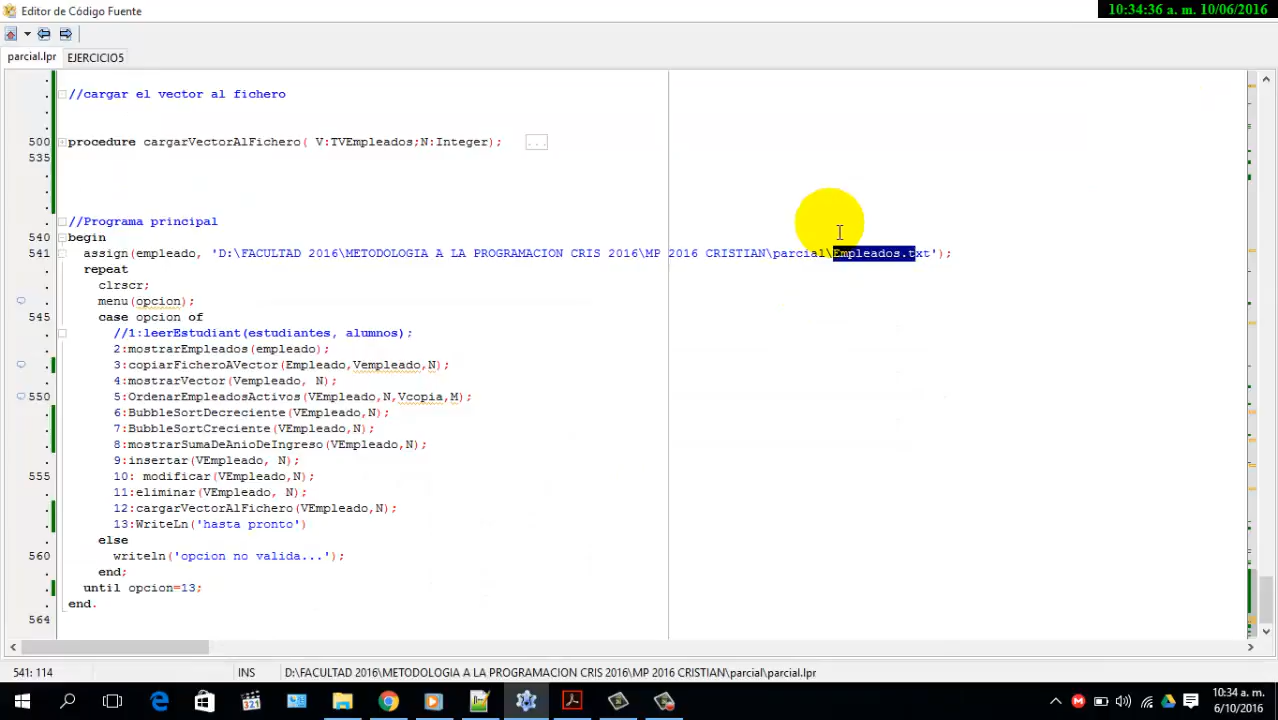 Editor de Código Fuente
10:34:36 a. m. 10/06/2016
parcial.lpr EJERCICIO5
//cargar el vector al fichero
500 procedure cargarVectorAlFichero( V:TVEmpleados;N:Integer); ...
535
//Programa principal
540 begin
541 assign(empleado, 'D:\FACULTAD 2016\METODOLOGIA A LA PROGRAMACION CRIS 2016\MP 2016 CRISTIAN\parcial\Empleados.txt');
repeat
clrscr;
menu(opcion);
545 case opcion of
//1:leerEstudiant(estudiantes, alumnos);
2:mostrarEmpleados(empleado);
3:copiarFicheroAVector(Empleado,Vempleado,N);
4:mostrarVector(Vempleado, N);
550 5:OrdenarEmpleadosActivos(VEmpleado,N,Vcopia,M);
6:BubbleSortDecreciente(VEmpleado,N);
7:BubbleSortCreciente(VEmpleado,N);
8:mostrarSumaDeAnioDeIngreso(VEmpleado,N);
9:insertar(VEmpleado, N);
555 10: modificar(VEmpleado,N);
11:eliminar(VEmpleado, N);
12:cargarVectorAlFichero(VEmpleado,N);
13:WriteLn('hasta pronto')
else
560 writeln('opcion no valida...');
end;
until opcion=13;
end.
564
541: 114 INS D:\FACULTAD 2016\METODOLOGIA A LA PROGRAMACION CRIS 2016\MP 2016 CRISTIAN\parcial\parcial.lpr
10:34 a. m.
6/10/2016